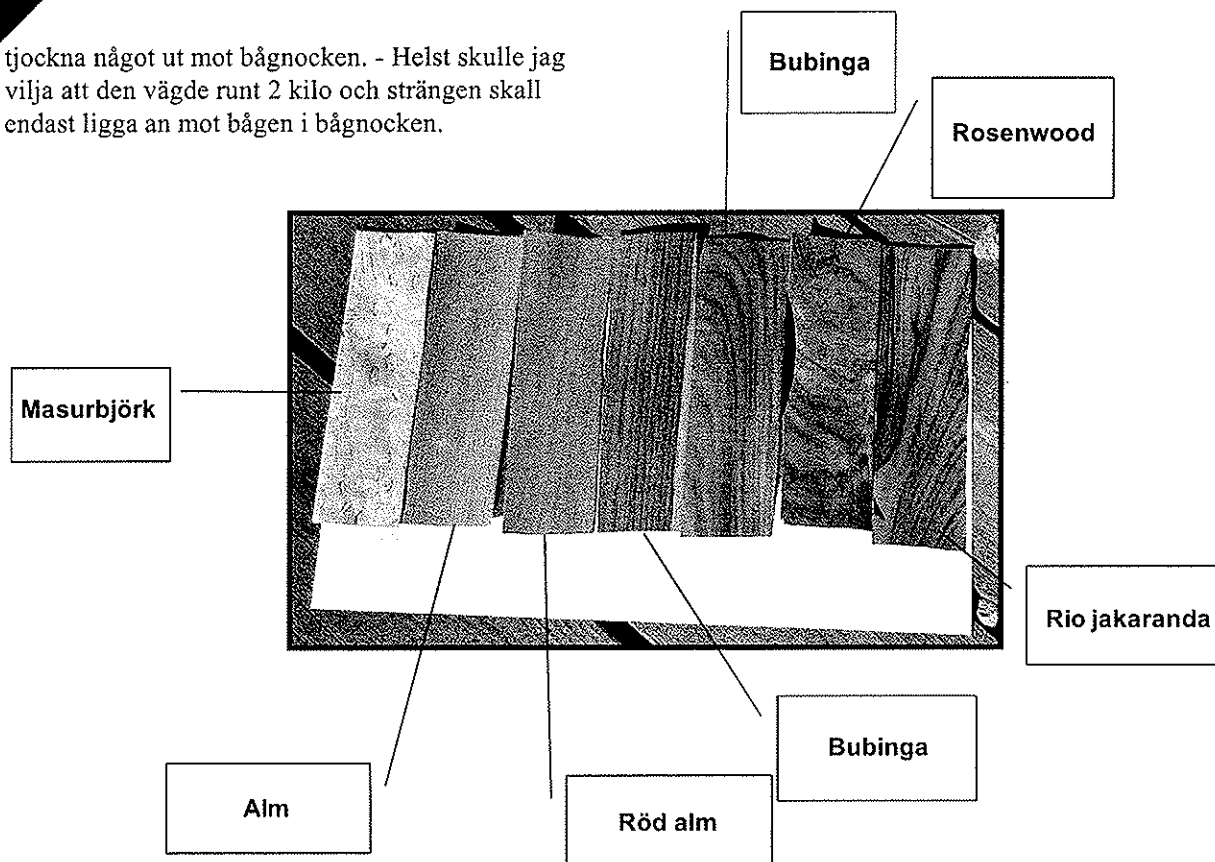 tjockna något ut mot bågnocken. - Helst skulle jag
vilja att den vägde runt 2 kilo och strängen skall
endast ligga an mot bågen i bågnocken.
Bubinga
Rosenwood
Masurbjörk
Rio jakaranda
Bubinga
Alm
Röd alm